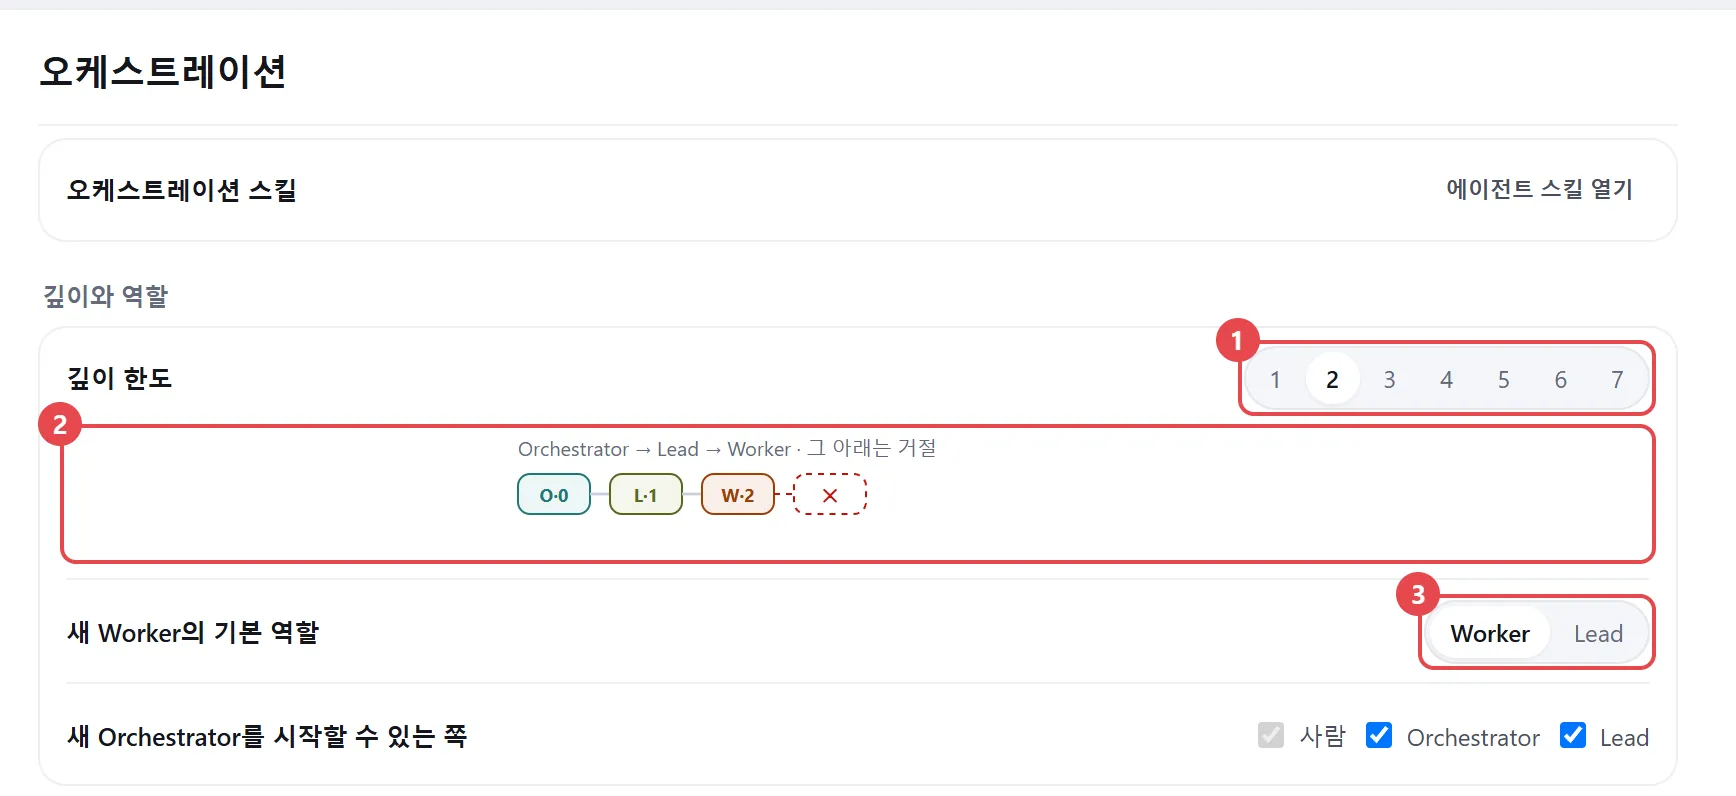 오케스트레이션
오케스트레이션 스킬
에이전트 스킬 열기
깊이와 역할
깊이 한도
1
1 2 3 4 5 6 7
2
Orchestrator → Lead → Worker · 그 아래는 거절
O·0 L·1 W·2 ×
3
새 Worker의 기본 역할
Worker Lead
새 Orchestrator를 시작할 수 있는 쪽
사람 Orchestrator Lead